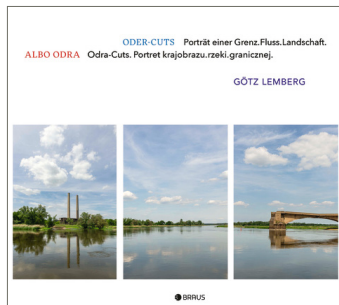 ODER-CUTS Porträt einer Grenz.Fluss.Landschaft.
ALBO ODRA Odra-Cuts. Portret krajobrazu.rzeki.granicznej.
GÖTZ LEMBERG
BRAUS